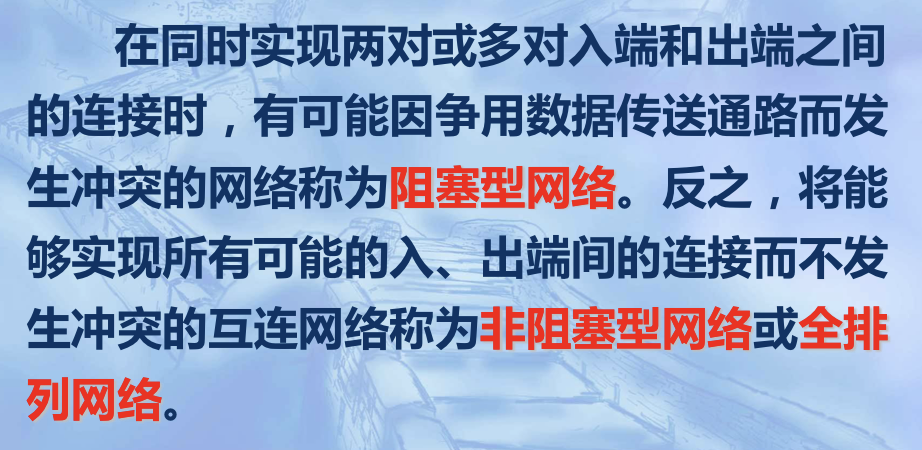 在同时实现两对或多对入端和出端之间
的连接时，有可能因争用数据传送通路而发
生冲突的网络称为阻塞型网络。反之，将能
够实现所有可能的入、出端间的连接而不发
生冲突的互连网络称为非阻塞型网络或全排
列网络。